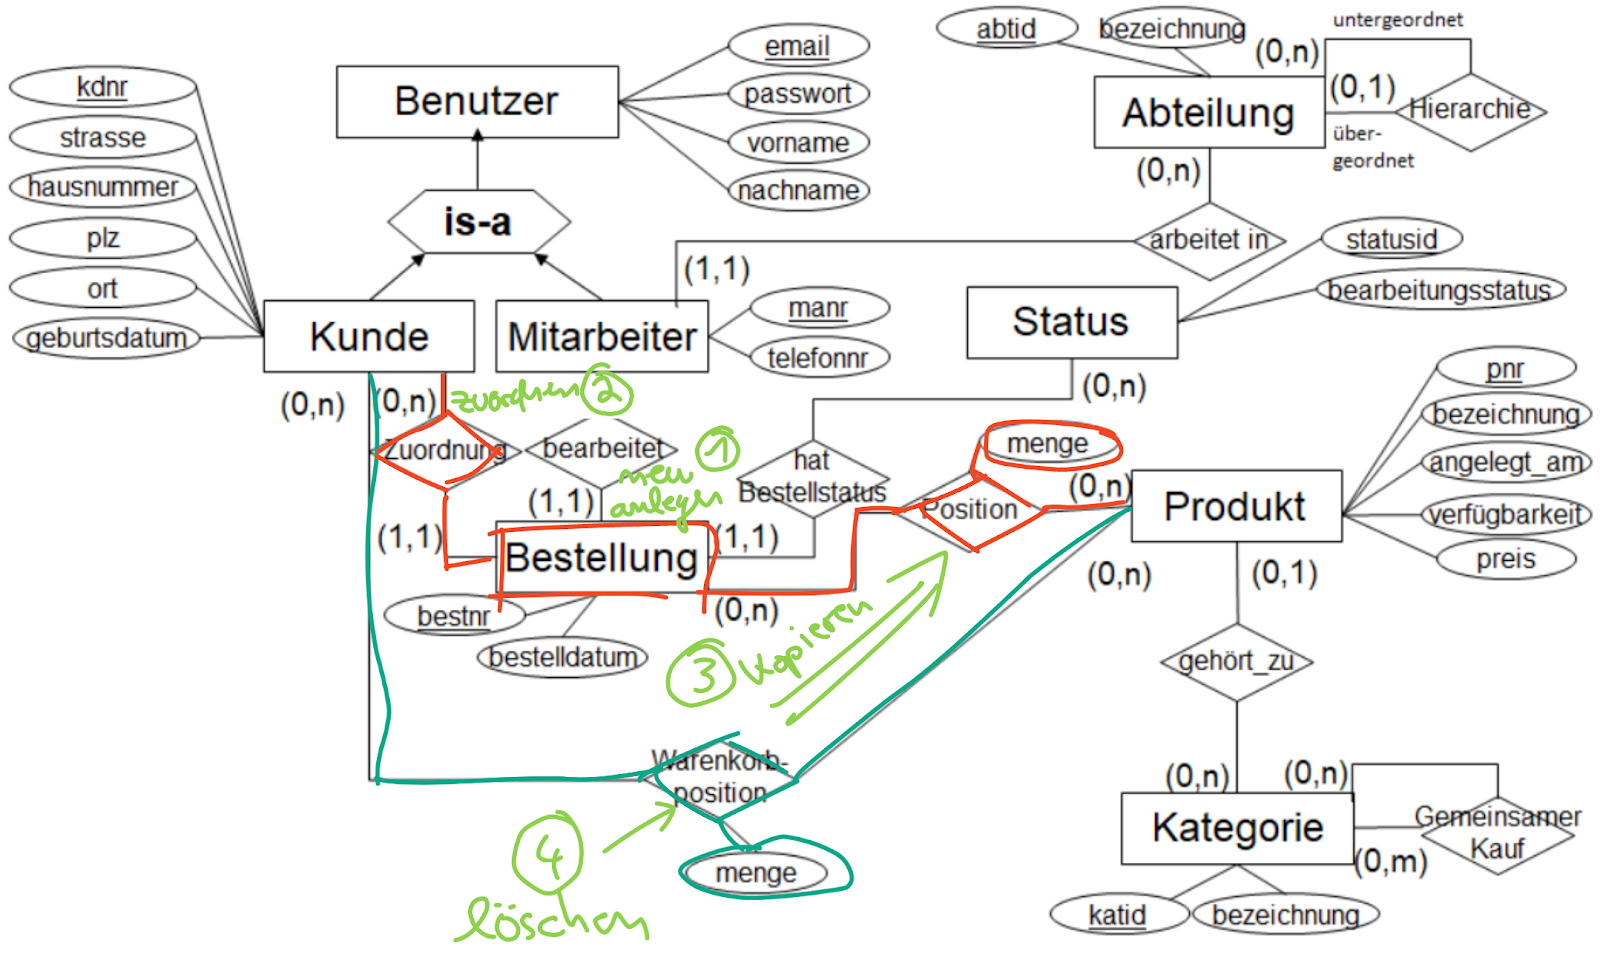 kdnr
strasse
hausnummer
plz
ort
geburtsdatum
Benutzer
email
passwort
vorname
nachname
is-a
Kunde
Mitarbeiter
manr
telefonnr
(1,1)
abtid
bezeichnung
untergeordnet
(0,n)
(0,1)
Abteilung
Hierarchie
über-
geordnet
(0,n)
arbeitet in
statusid
bearbeitungsstatus
Status
(0,n)
(0,n)
(0,n)
zuordnen ②
Zuordnung
bearbeitet
①
neu
anlegen
(1,1)
(1,1)
Bestellung
(1,1)
(0,n)
bestnr
bestelldatum
hat
Bestellstatus
menge
Position
(0,n)
Produkt
pnr
bezeichnung
angelegt_am
verfügbarkeit
preis
(0,n)
(0,1)
③ kopieren
gehört_zu
Warenkorb-
position
menge
④
löschen
(0,n)
(0,n)
Kategorie
Gemeinsamer
Kauf
(0,m)
katid
bezeichnung